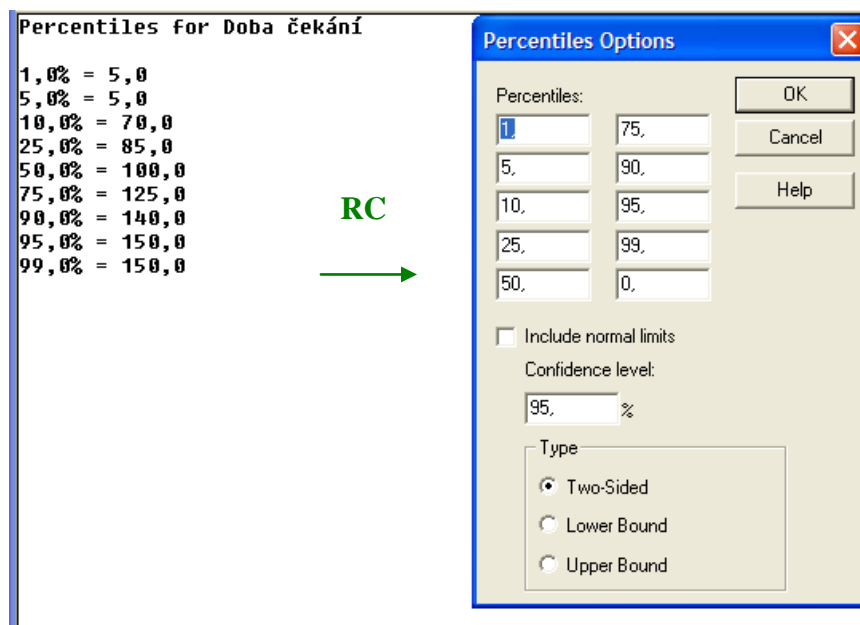 Percentiles for Doba čekání
1,0% = 5,0
5,0% = 5,0
10,0% = 70,0
25,0% = 85,0
50,0% = 100,0
75,0% = 125,0
90,0% = 140,0
95,0% = 150,0
99,0% = 150,0
RC
Percentiles Options
Percentiles:
1, 75,
5, 90,
10, 95,
25, 99,
50, 0,
OK
Cancel
Help
Include normal limits
Confidence level:
95, %
Type
Two-Sided
Lower Bound
Upper Bound